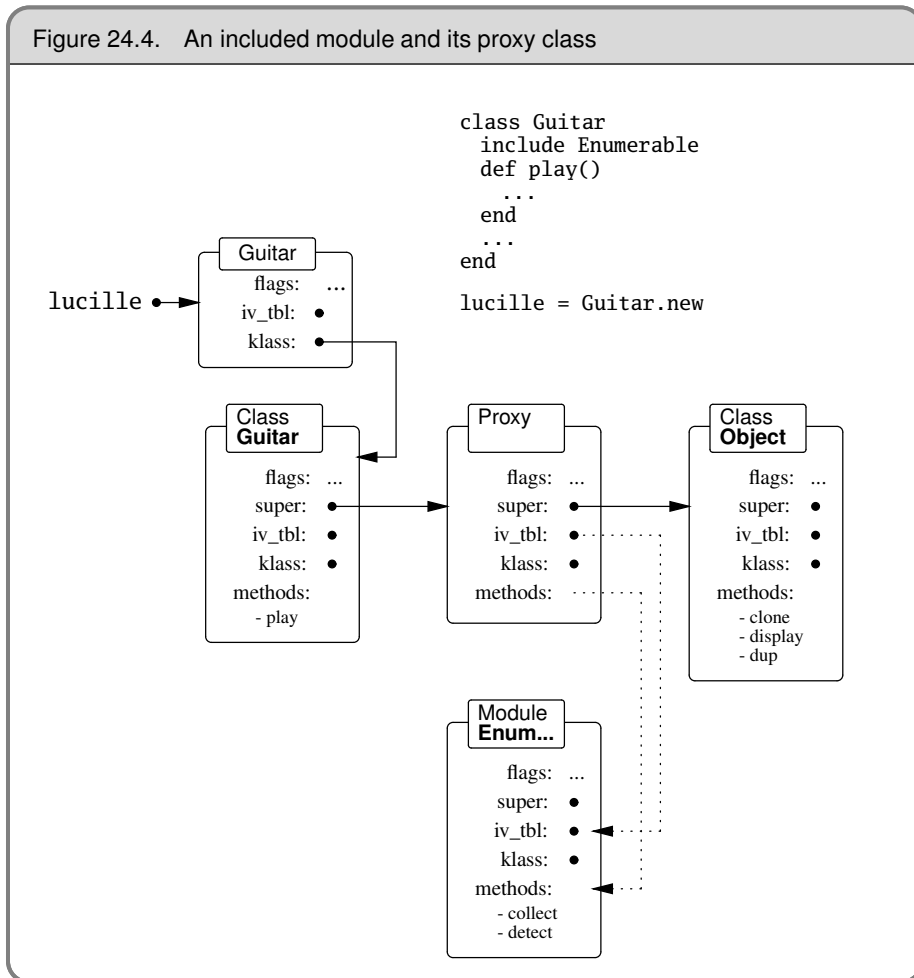 Figure 24.4. An included module and its proxy class
class Guitar
include Enumerable
def play()
...
end
...
end
lucille = Guitar.new
lucille
Guitar
flags: ...
iv_tbl:
klass:
Class
Guitar
flags: ...
super:
iv_tbl:
klass:
methods:
- play
Proxy
flags: ...
super:
iv_tbl:
klass:
methods:
Class
Object
flags: ...
super:
iv_tbl:
klass:
methods:
- clone
- display
- dup
Module
Enum...
flags: ...
super:
iv_tbl:
klass:
methods:
- collect
- detect